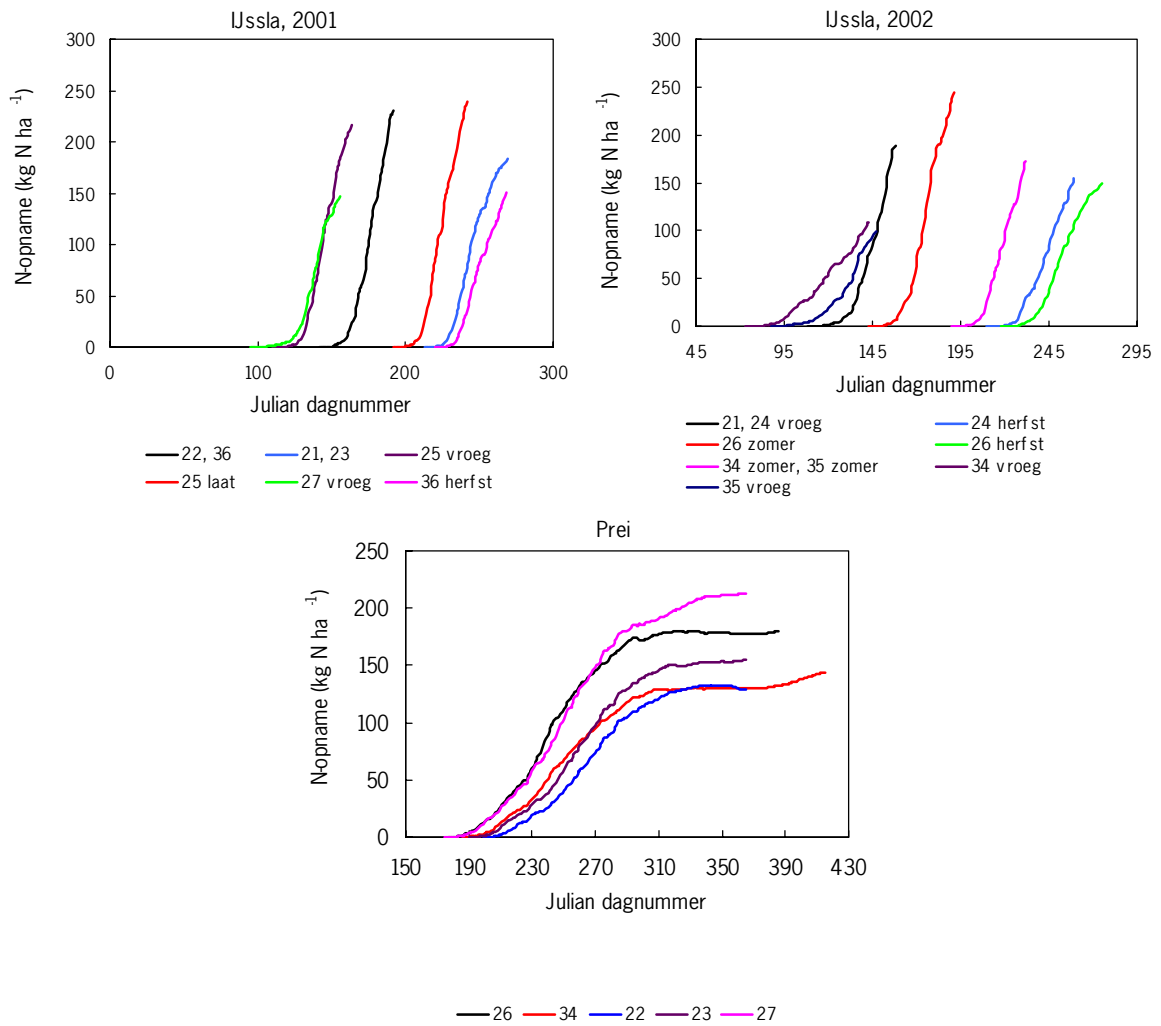 IJssla, 2001
300
250
200
150
100
50
0
N-opname (kg N ha -1)
0 100 200 300
Julian dagnummer
22, 36 21, 23 25 vroeg
25 laat 27 vroeg 36 herfst
IJssla, 2002
300
250
200
150
100
50
0
N-opname (kg N ha -1)
45 95 145 195 245 295
Julian dagnummer
21, 24 vroeg 24 herfst
26 zomer 26 herfst
34 zomer, 35 zomer 34 vroeg
35 vroeg
Prei
250
200
150
100
50
0
N-opname (kg N ha -1)
150 190 230 270 310 350 390 430
Julian dagnummer
26 34 22 23 27